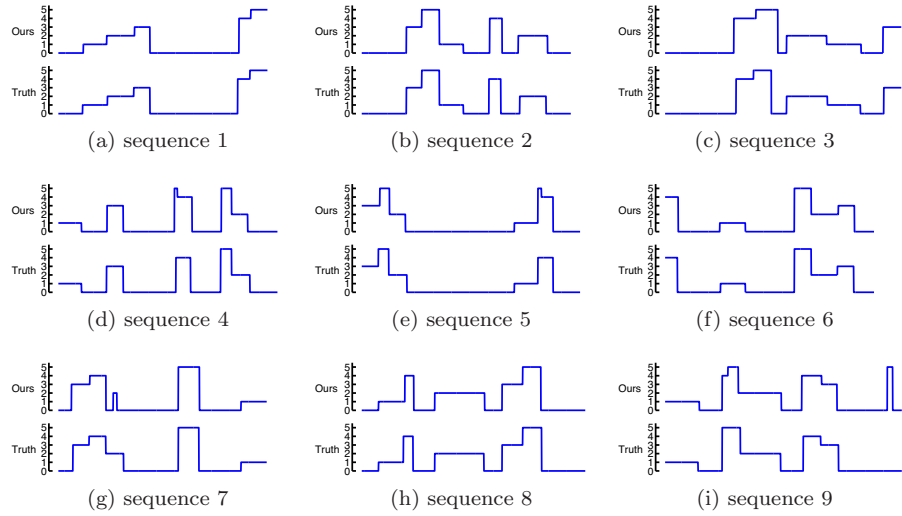 5 4 3 2 1 0 Ours
5 4 3 2 1 0 Truth
(a) sequence 1
5 4 3 2 1 0 Ours
5 4 3 2 1 0 Truth
(b) sequence 2
5 4 3 2 1 0 Ours
5 4 3 2 1 0 Truth
(c) sequence 3
5 4 3 2 1 0 Ours
5 4 3 2 1 0 Truth
(d) sequence 4
5 4 3 2 1 0 Ours
5 4 3 2 1 0 Truth
(e) sequence 5
5 4 3 2 1 0 Ours
5 4 3 2 1 0 Truth
(f) sequence 6
5 4 3 2 1 0 Ours
5 4 3 2 1 0 Truth
(g) sequence 7
5 4 3 2 1 0 Ours
5 4 3 2 1 0 Truth
(h) sequence 8
5 4 3 2 1 0 Ours
5 4 3 2 1 0 Truth
(i) sequence 9